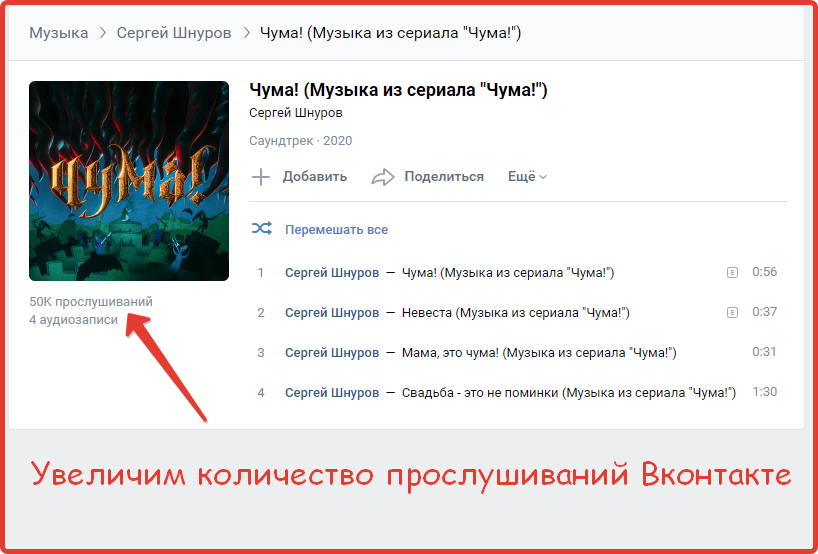 Музыка > Сергей Шнуров > Чума! (Музыка из сериала "Чума!")
чума!
Чума! (Музыка из сериала "Чума!")
Сергей Шнуров
Саундтрек · 2020
Добавить Поделиться Ещё
Перемешать все
1 Сергей Шнуров — Чума! (Музыка из сериала "Чума!") E 0:56
2 Сергей Шнуров — Невеста (Музыка из сериала "Чума!") E 0:37
3 Сергей Шнуров — Мама, это чума! (Музыка из сериала "Чума!") 0:31
4 Сергей Шнуров — Свадьба - это не поминки (Музыка из сериала "Чума!") 1:30
50K прослушиваний
4 аудиозаписи
Увеличим количество прослушиваний Вконтакте